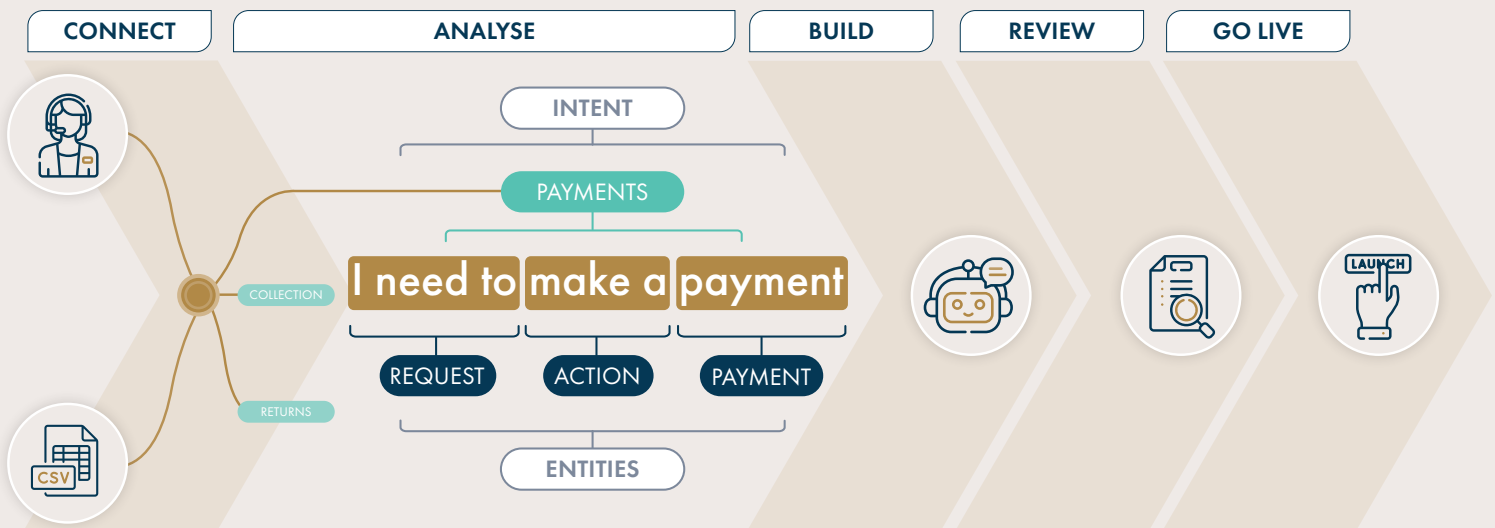 CONNECT
ANALYSE
BUILD
REVIEW
GO LIVE
INTENT
PAYMENTS
COLLECTION
I need to make a payment
REQUEST
ACTION
PAYMENT
RETURNS
ENTITIES
CSV
LAUNCH